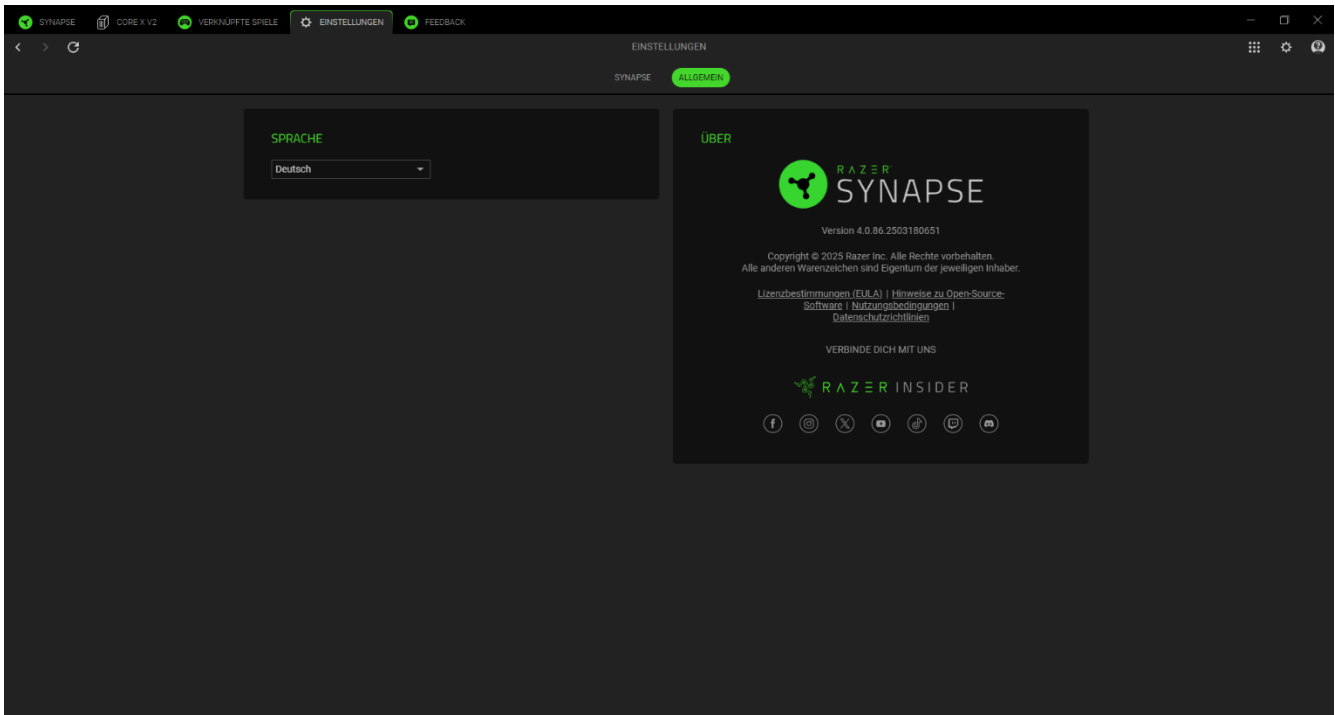 SYNAPSE
CORE X V2
VERKNÜPFTE SPIELE
EINSTELLUNGEN
FEEDBACK
EINSTELLUNGEN
SYNAPSE
ALLGEMEIN
SPRACHE
Deutsch
ÜBER
RAZER
SYNAPSE
Version 4.0.86.2503180651
Copyright © 2025 Razer Inc. Alle Rechte vorbehalten.
Alle anderen Warenzeichen sind Eigentum der jeweiligen Inhaber.
Lizenzbestimmungen (EULA) | Hinweise zu Open-Source-
Software | Nutzungsbedingungen |
Datenschutzrichtlinien
VERBINDE DICH MIT UNS
RAZER INSIDER